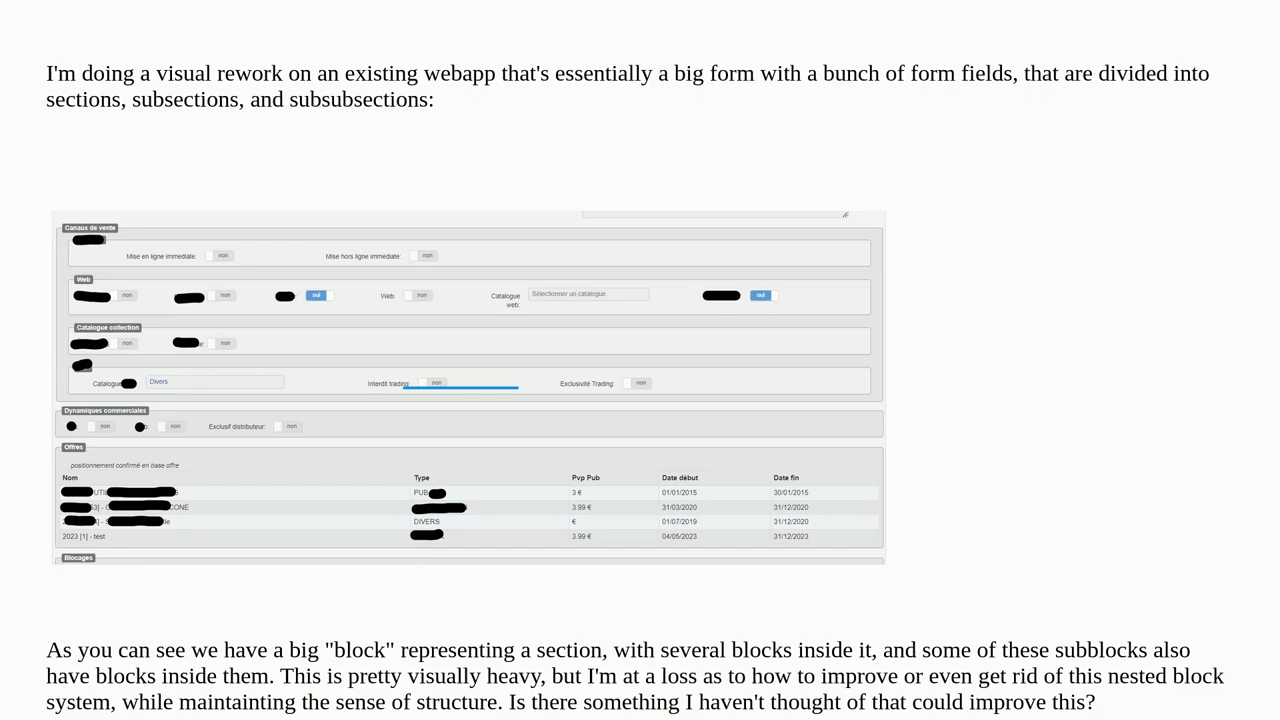 I'm doing a visual rework on an existing webapp that's essentially a big form with a bunch of form fields, that are divided into
sections, subsections, and subsubsections:
Canaux de vente
Mise en ligne immediate: non Mise hors ligne immediate: non
Web
non non oui Web: non Catalogue web: Sélectionner un catalogue oui
Catalogue collection
non non
Catalogue Divers Interdit trading: non Exclusivité Trading: non
Dynamiques commerciales
non non Exclusif distributeur: non
Offres
positionnement confirmé en base offre
Nom Type Pvp Pub Date début Date fin
PUB 3 € 01/01/2015 30/01/2015
3.99 € 31/03/2020 31/12/2020
DIVERS € 01/07/2019 31/12/2020
2023 [1] - test 3.99 € 04/05/2023 31/12/2023
Blocages
As you can see we have a big "block" representing a section, with several blocks inside it, and some of these subblocks also
have blocks inside them. This is pretty visually heavy, but I'm at a loss as to how to improve or even get rid of this nested block
system, while maintainting the sense of structure. Is there something I haven't thought of that could improve this?